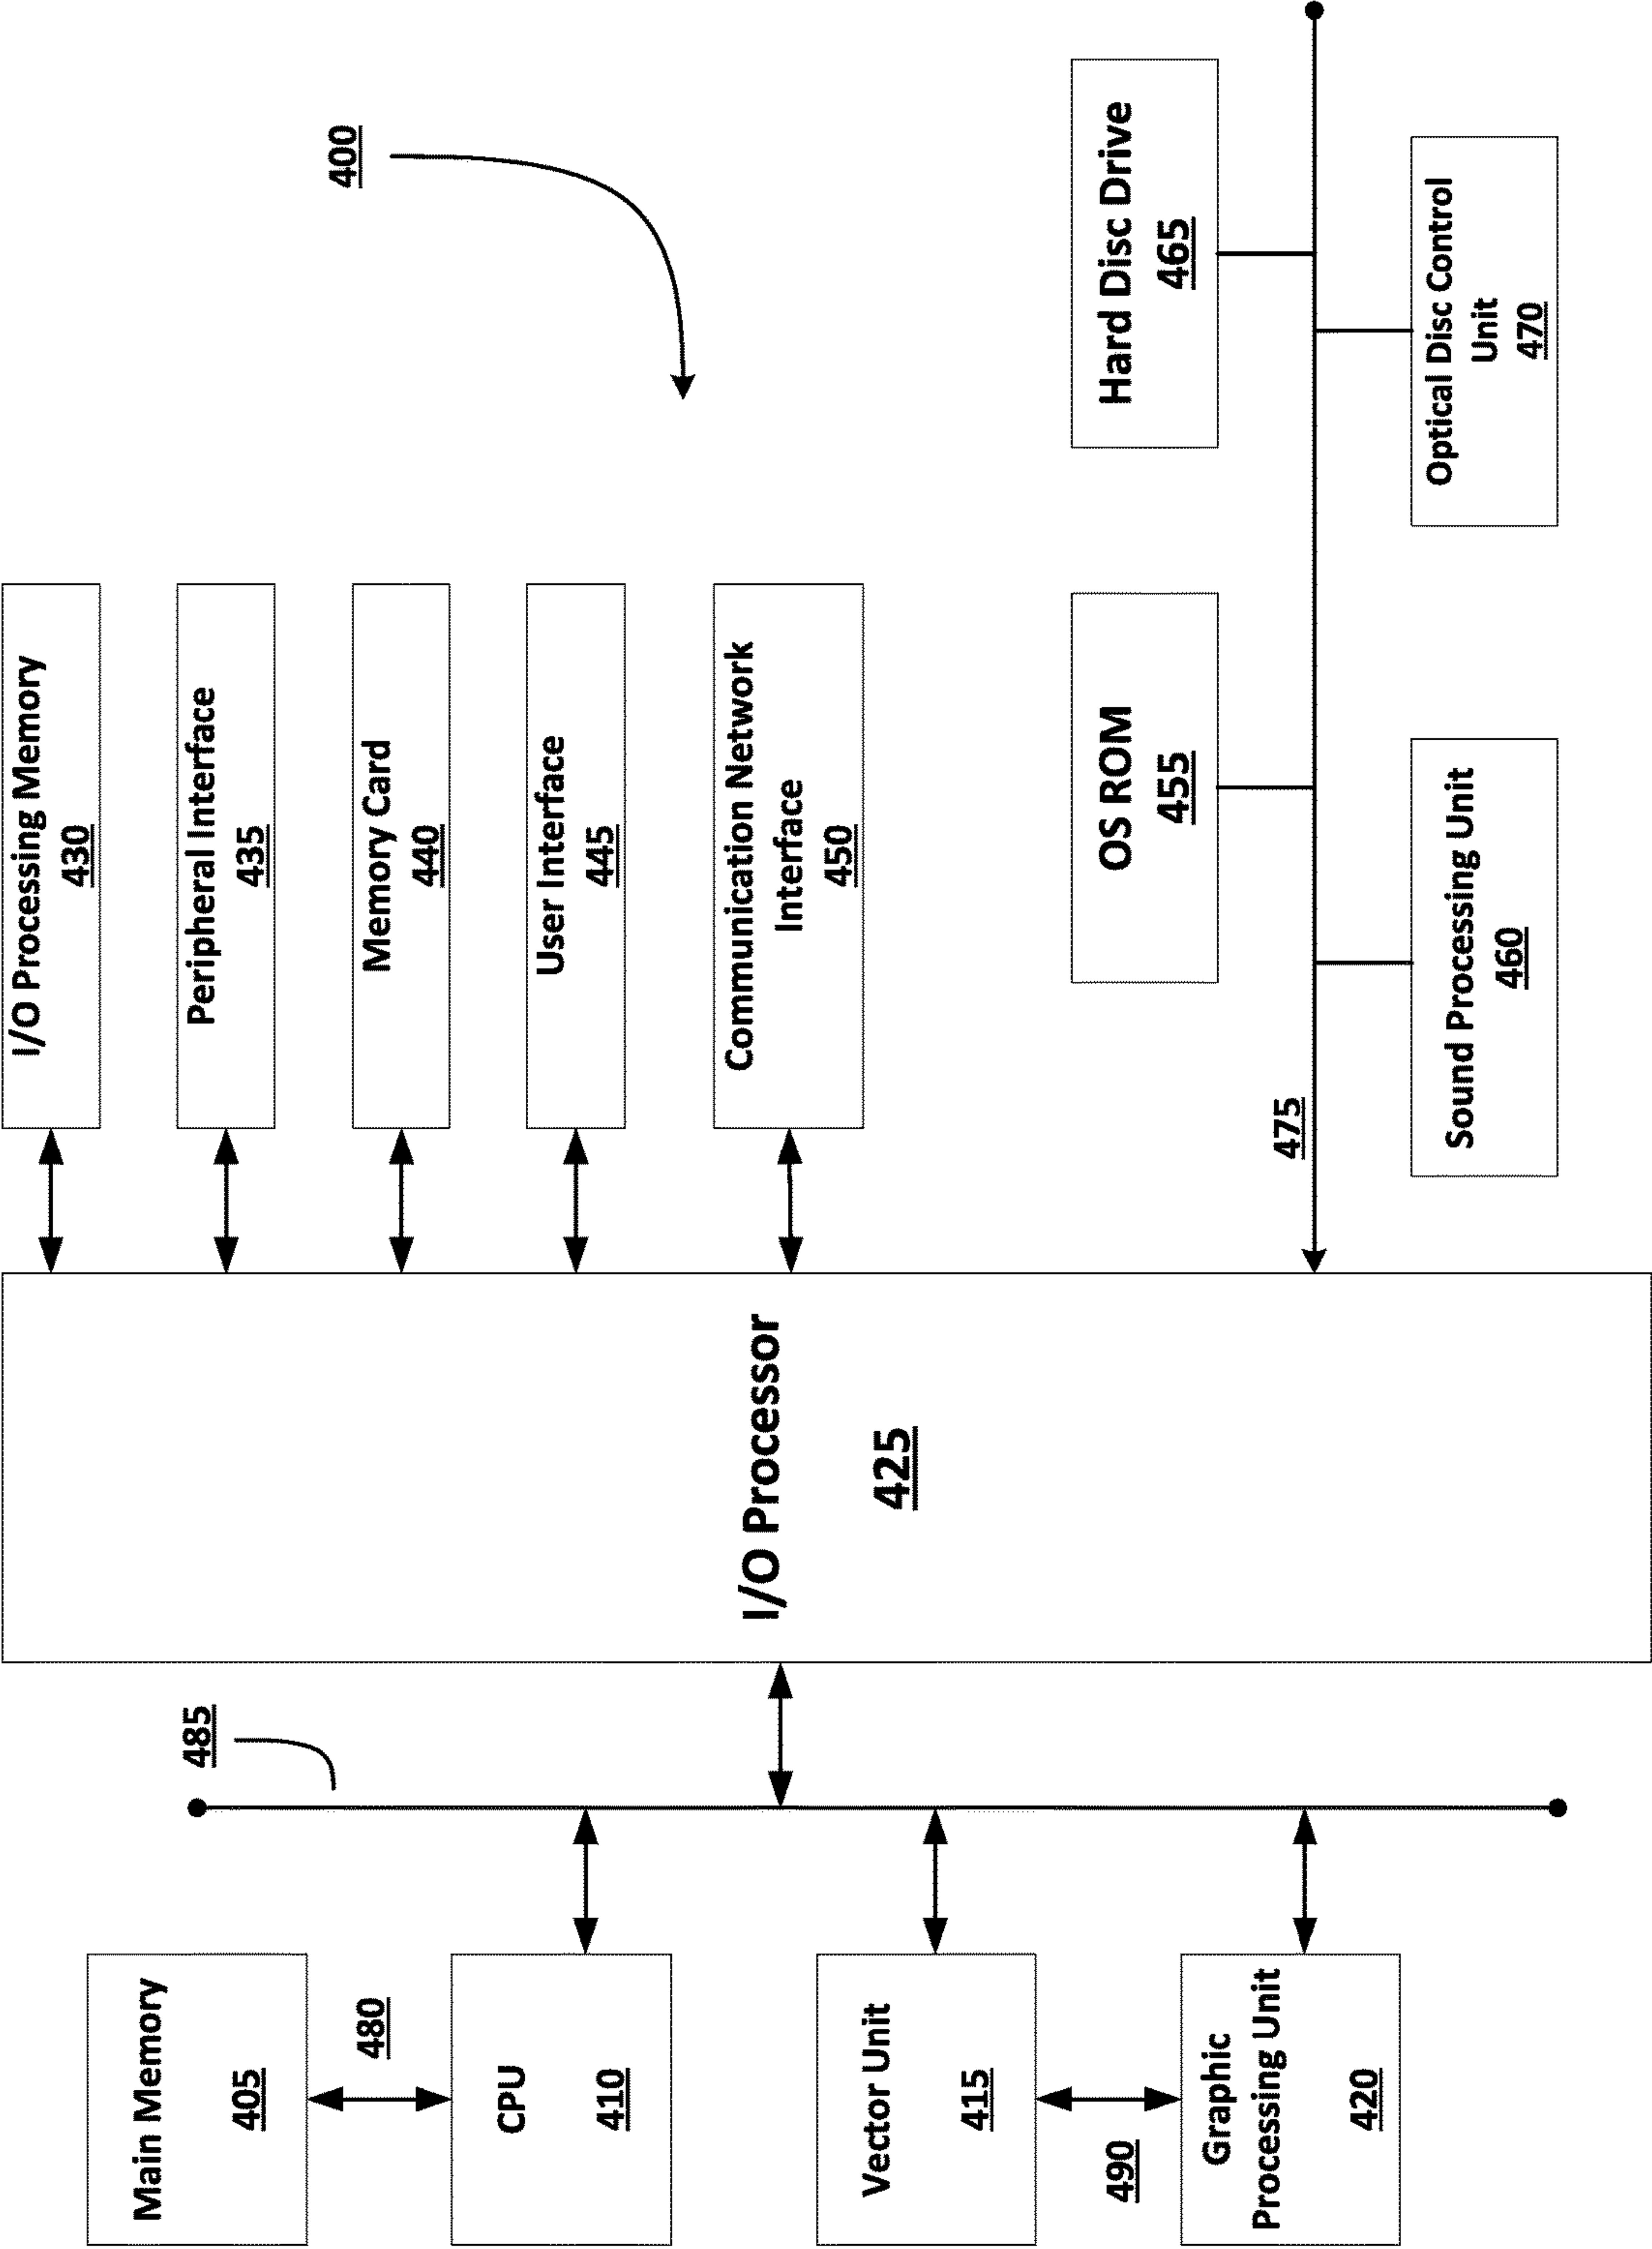 Main Memory
405
480
CPU
410
Vector Unit
415
490
Graphic
Processing Unit
420
485
I/O Processor
425
I/O Processing Memory
430
Peripheral Interface
435
Memory Card
440
User Interface
445
Communication Network
Interface
450
400
475
OS ROM
455
Sound Processing Unit
460
Hard Disc Drive
465
Optical Disc Control
Unit
470